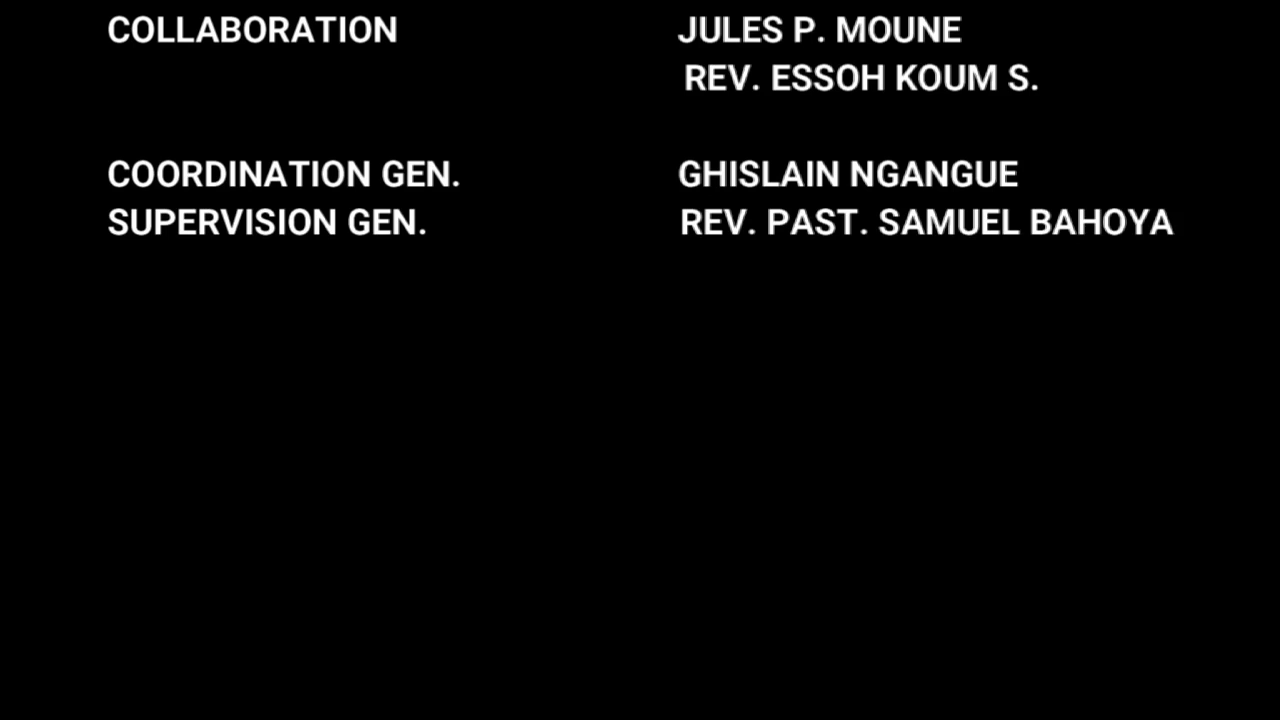 COLLABORATION JULES P. MOUNE
REV. ESSOH KOUM S.
COORDINATION GEN. GHISLAIN NGANGUE
SUPERVISION GEN. REV. PAST. SAMUEL BAHOYA